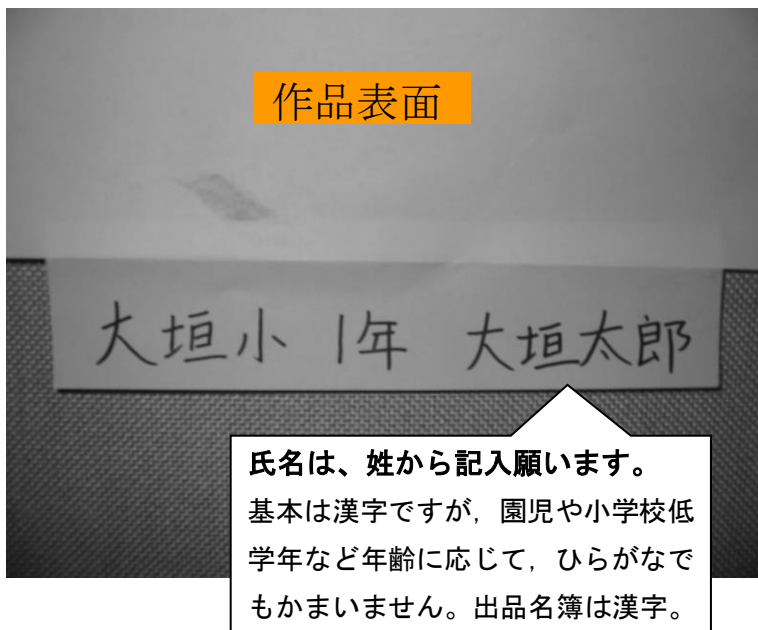 作品表面
大垣小 1年 大垣太郎
氏名は、姓から記入願います。
基本は漢字ですが，園児や小学校低
学年など年齢に応じて，ひらがなで
もかまいません。出品名簿は漢字。